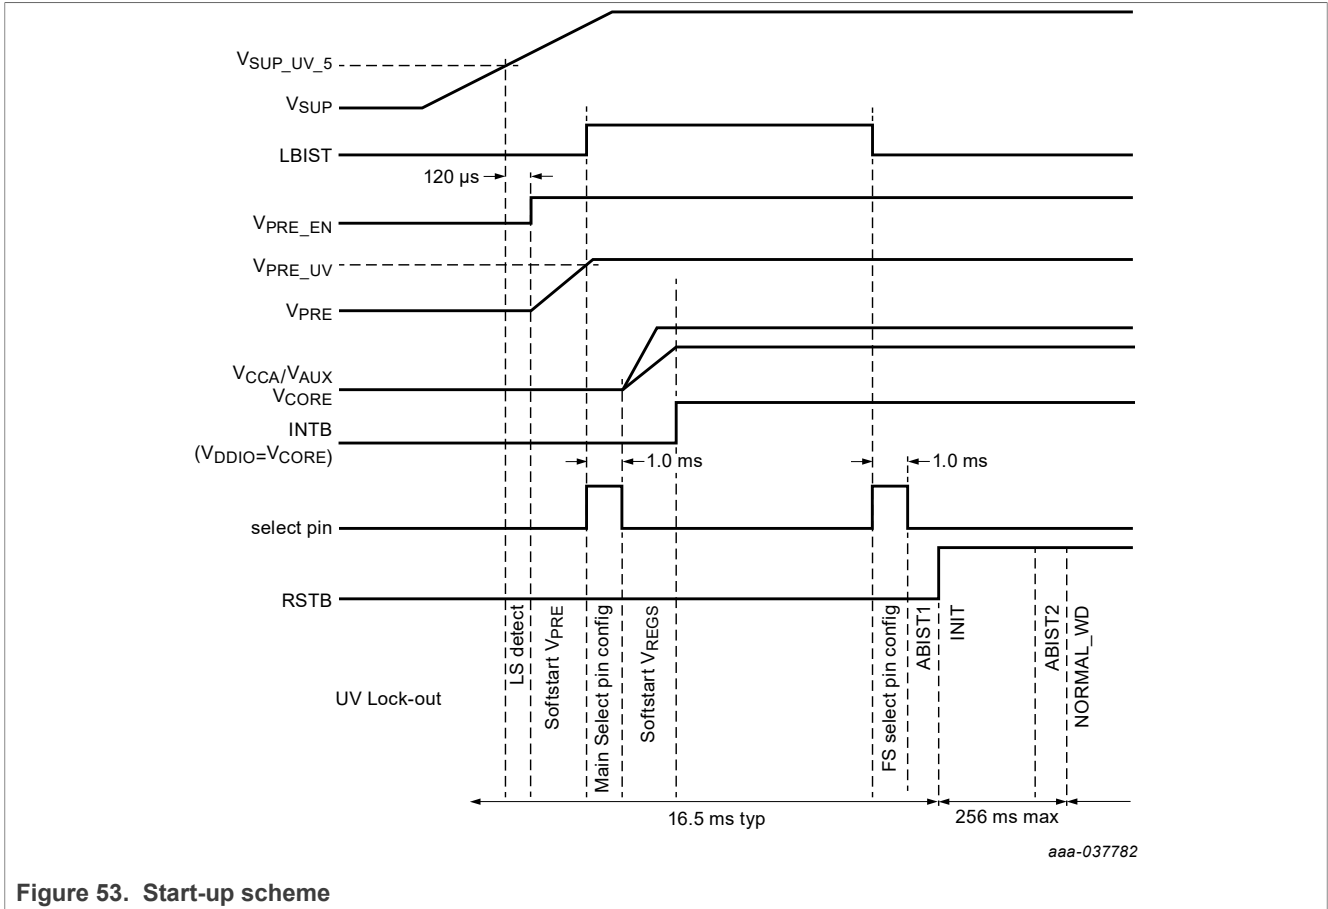 VSUP_UV_5
VSUP
LBIST
120 µs
VPRE_EN
VPRE_UV
VPRE
VCCA/VAUX
VCORE
INTB
(VDDIO=VCORE)
1.0 ms
1.0 ms
select pin
RSTB
UV Lock-out
LS detect
Softstart VPRE
Main Select pin config
Softstart VREGS
FS select pin config
ABIST1
INIT
ABIST2
NORMAL_WD
16.5 ms typ
256 ms max
aaa-037782
Figure 53. Start-up scheme